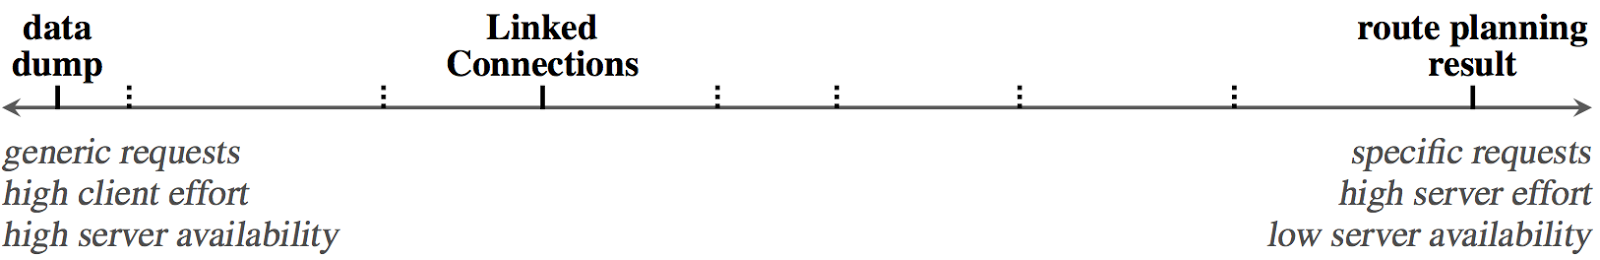 data
dump
Linked
Connections
route planning
result
generic requests
high client effort
high server availability
specific requests
high server effort
low server availability